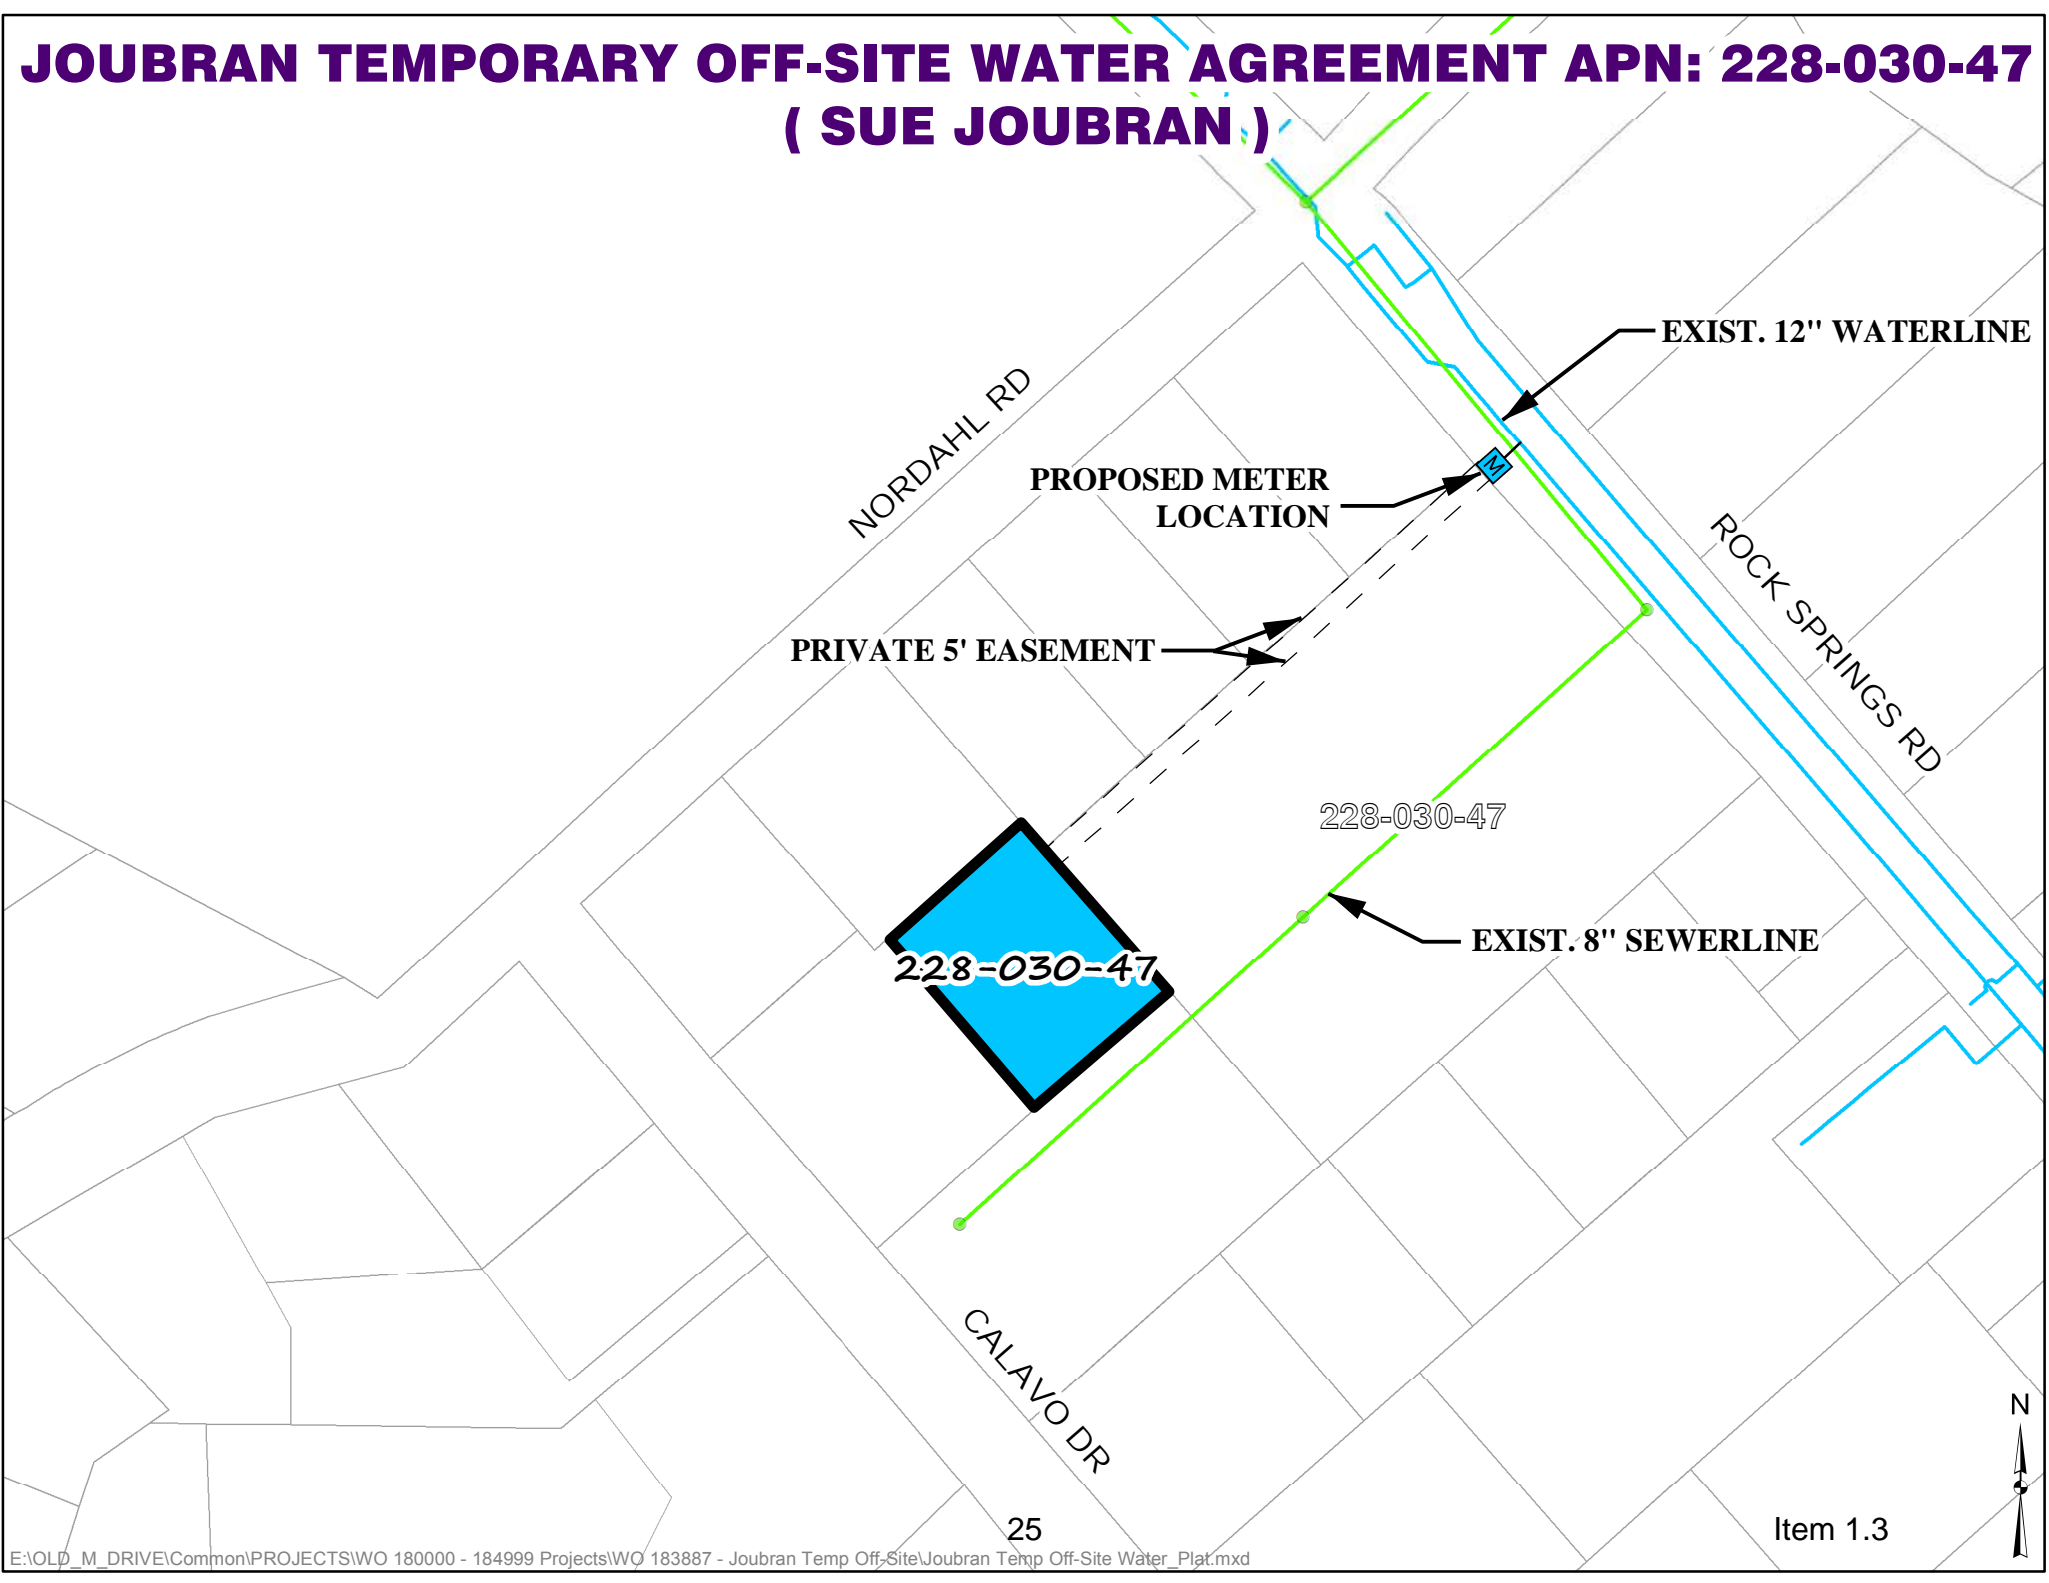 JOUBRAN TEMPORARY OFF-SITE WATER AGREEMENT APN: 228-030-47
( SUE JOUBRAN )
EXIST. 12" WATERLINE
NORDAHL RD
M
PROPOSED METER
LOCATION
ROCK SPRINGS RD
PRIVATE 5' EASEMENT
228-030-47
EXIST. 8" SEWERLINE
228-030-47
CALAVO DR
N
25
Item 1.3
E:\OLD_M_DRIVE\Common\PROJECTS\WO 180000 - 184999 Projects\WO 183887 - Joubran Temp Off-Site\Joubran Temp Off-Site Water_Plat.mxd